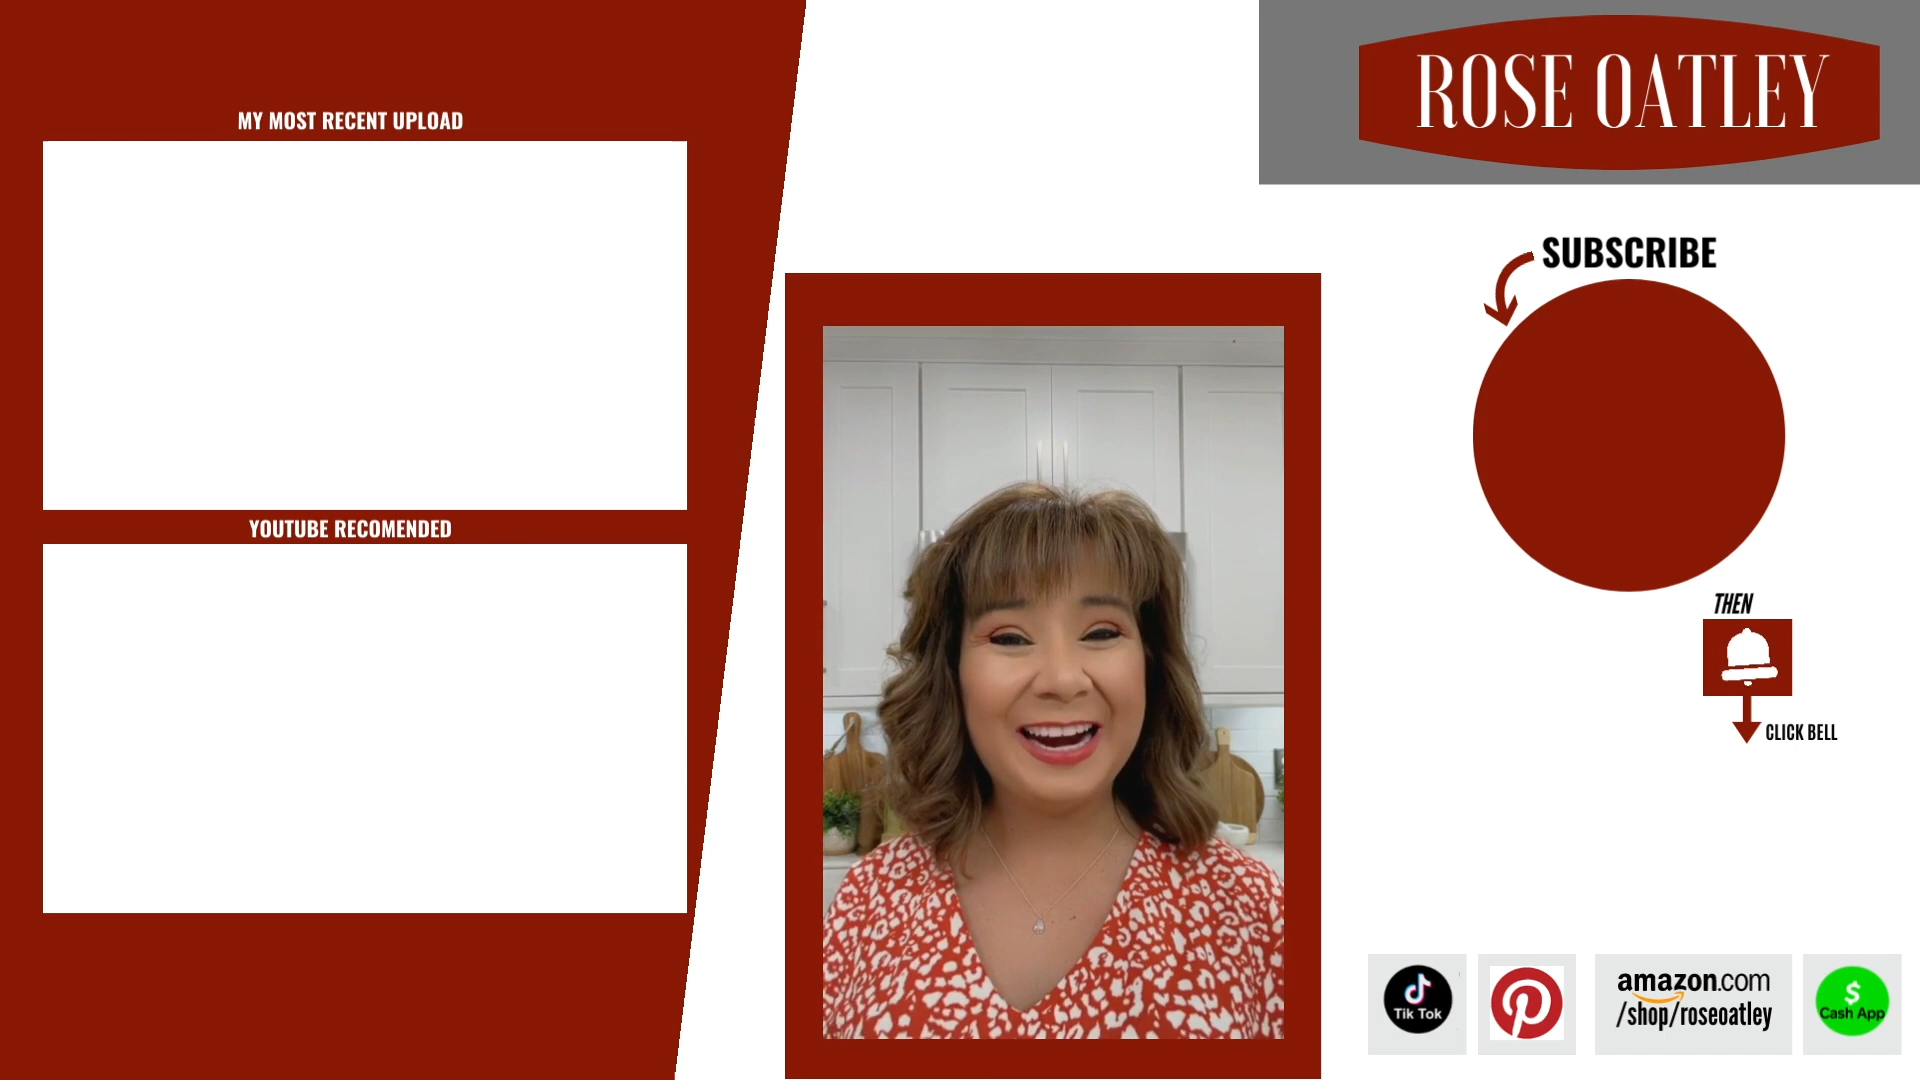 MY MOST RECENT UPLOAD
YOUTUBE RECOMENDED
ROSE OATLEY
SUBSCRIBE
THEN
CLICK BELL
Tik Tok
amazon.com
/shop/roseoatley
$
Cash App